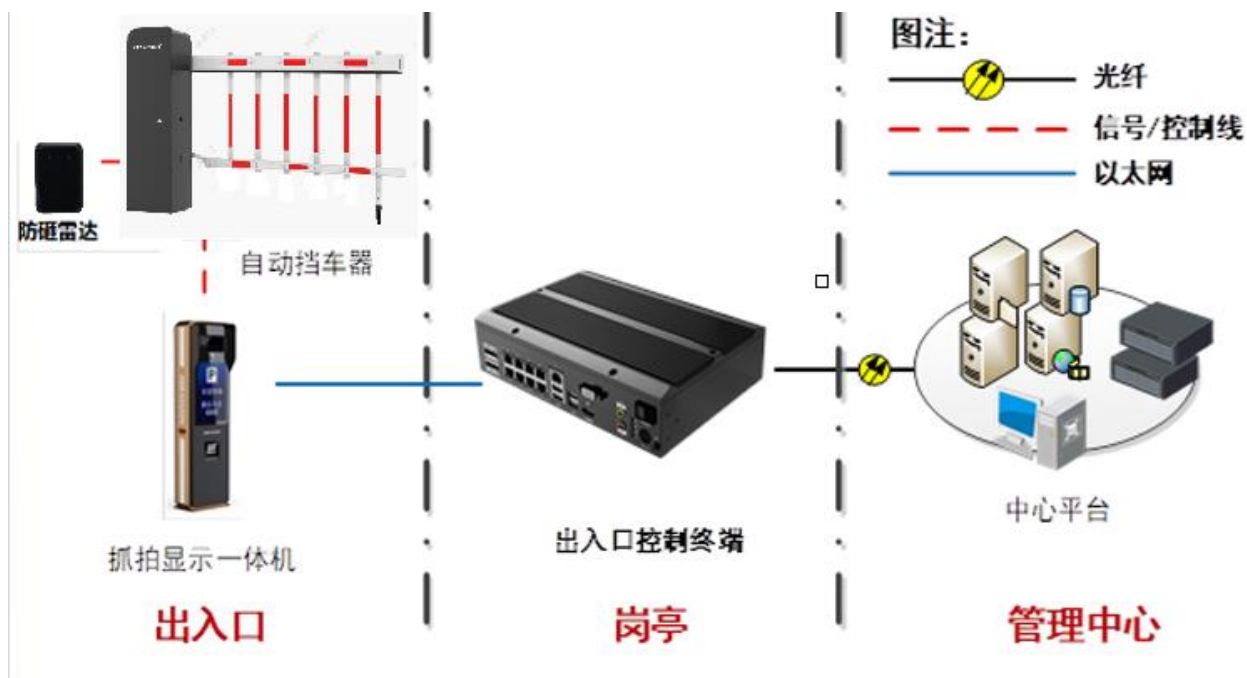 图注：
光纤
信号/控制线
以太网
防砸雷达
自动挡车器
抓拍显示一体机
出入口控制终端
中心平台
出入口
岗亭
管理中心